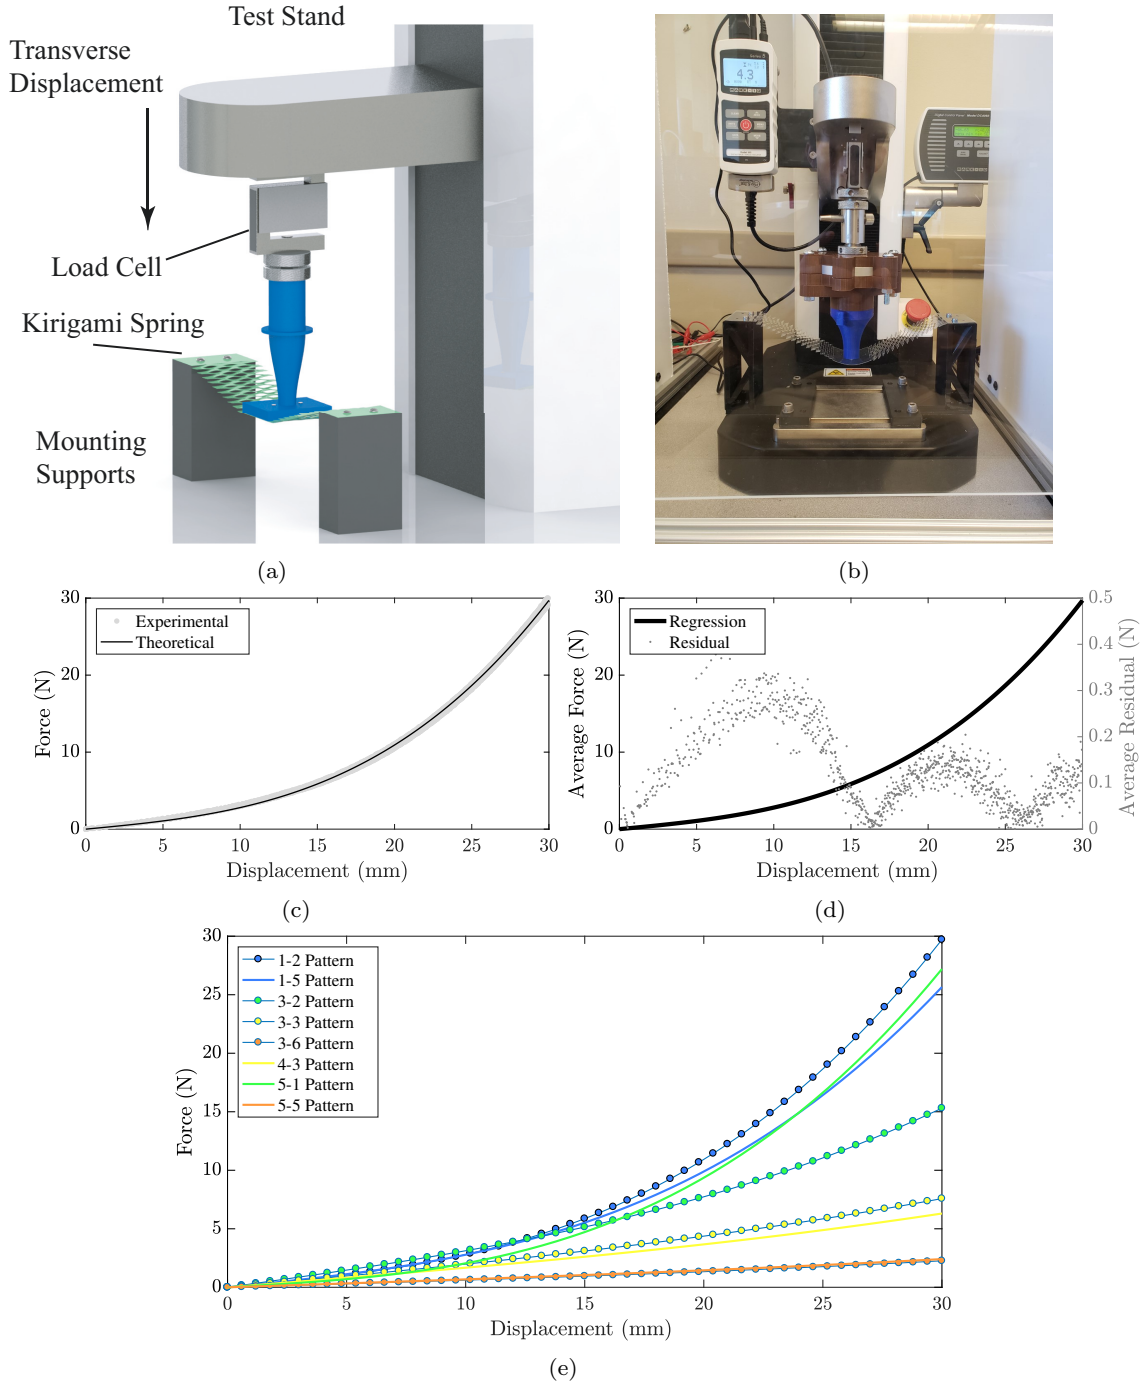 Test Stand
Transverse
Displacement
Load Cell
Kirigami Spring
Mounting
Supports
4.3
(a)
(b)
30
20
10
0
Force (N)
Experimental
Theoretical
0
5
10
15
20
25
30
Displacement (mm)
(c)
30
20
10
0
Average Force (N)
Regression
Residual
0.5
0.4
0.3
0.2
0.1
0
Average Residual (N)
0
5
10
15
20
25
30
Displacement (mm)
(d)
30
25
20
15
10
5
0
Force (N)
1-2 Pattern
1-5 Pattern
3-2 Pattern
3-3 Pattern
3-6 Pattern
4-3 Pattern
5-1 Pattern
5-5 Pattern
0
5
10
15
20
25
30
Displacement (mm)
(e)